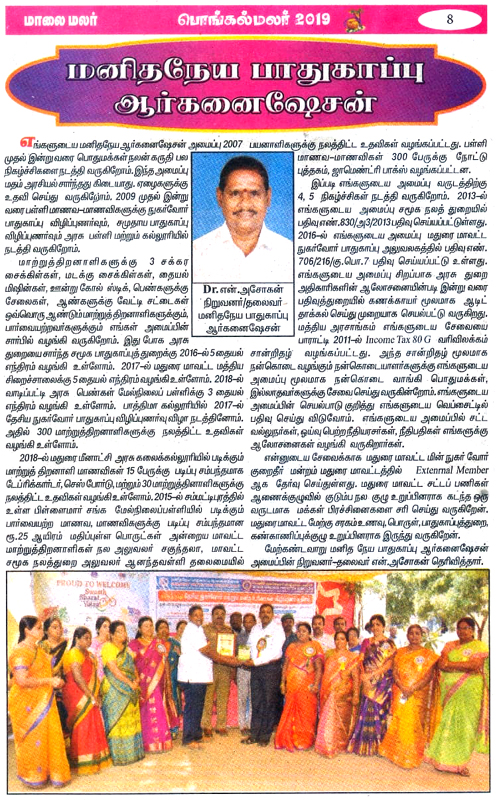 மாலை மலர்
பொங்கல்மலர் 2019
8
மனிதநேய பாதுகாப்பு
ஆர்கனைஷேசன்
எங்களுடைய மனிதநேய ஆர்கனைஷேசன் அமைப்பு 2007
முதல் இன்று வரை பொதுமக்கள் நலன் கருதி பல
நிகழ்ச்சிகளை நடத்தி வருகிறோம். இந்த அமைப்பு
மதம் அரசியல் சார்ந்தது கிடையாது. ஏழைகளுக்கு
உதவி செய்து வருகிறோம். 2009 முதல் இன்று
வரை பள்ளி மாணவ-மாணவிகளுக்கு நுகர்வோர்
பாதுகாப்பு விழிப்புணர்வும், சமுதாய பாதுகாப்பு
விழிப்புணர்வும் அரசு பள்ளி மற்றும் கல்லூரியில்
நடத்தி வருகிறோம்.
மாற்றுத்திறனாளிகளுக்கு 3 சக்கர
சைக்கிள்கள், மடக்கு சைக்கிள்கள், தையல்
மிஷின்கள், ஊன்று கோல் ஸ்டிக், பெண்களுக்கு
சேலைகள், ஆண்களுக்கு வேட்டி சட்டைகள்
ஒவ்வொரு ஆண்டும் மாற்றுத்திறனாளிகளுக்கும்,
பார்வையற்றவர்களுக்கும் எங்கள் அமைப்பின்
சார்பில் வழங்கி வருகிறோம். இது போக அரசு
துறையை சார்ந்த சமூக பாதுகாப்புத்துறைக்கு 2016-ல் 5 தையல்
எந்திரம் வழங்கி உள்ளோம். 2017-ல் மதுரை மாவட்ட மத்திய
சிறைச்சாலைக்கு 5 தையல் எந்திரம் வழங்கி உள்ளோம். 2018-ல்
வாடிப்பட்டி அரசு பெண்கள் மேல்நிலைப் பள்ளிக்கு 3 தையல்
எந்திரம் வழங்கி உள்ளோம். பாத்திமா கல்லூரியில் 2017-ல்
தேசிய நுகர்வோர் பாதுகாப்பு விழிப்புணர்வு விழா நடத்தினோம்.
அதில் 300 மாற்றுத்திறனாளிகளுக்கு நலத்திட்ட உதவிகள்
வழங்கி உள்ளோம்.
2018-ல் மதுரை மீனாட்சி அரசு கலைக்கல்லூரியில் படிக்கும்
மாற்றுத் திறனாளி மாணவிகள் 15 பேருக்கு படிப்பு சம்பந்தமாக
டேப்ரிக்கார்டர், செஸ் போர்டு, மற்றும் 30 மாற்றுத்திறனாளிகளுக்கு
நலத்திட்ட உதவிகள் வழங்கி உள்ளோம். 2015-ல் சம்மட்டிபுரத்தில்
உள்ள பிள்ளைமார் சங்க மேல்நிலைப்பள்ளியில் படிக்கும்
பார்வையற்ற மாணவ, மாணவிகளுக்கு படிப்பு சம்பந்தமான
ரூ.25 ஆயிரம் மதிப்புள்ள பொருட்கள் அன்றைய மாவட்ட
மாற்றுத்திறனாளிகள் நல அலுவலர் சகுந்தலா, மாவட்ட
சமூக நலத்துறை அலுவலர் ஆனந்தவள்ளி தலைமையில்
Dr.என்.அசோகன்
நிறுவனர்/தலைவர்
மனிதநேய பாதுகாப்பு
ஆர்கனைஷேசன்
பயனாளிகளுக்கு நலத்திட்ட உதவிகள் வழங்கப்பட்டது. பள்ளி
மாணவ-மாணவிகள் 300 பேருக்கு நோட்டு
புத்தகம், ஜாமெண்ட்ரி பாக்ஸ் வழங்கப்பட்டன.
இப்படி எங்களுடைய அமைப்பு வருடத்திற்கு
4, 5 நிகழ்ச்சிகள் நடத்தி வருகிறோம். 2013-ல்
எங்களுடைய அமைப்பு சமூக நலத் துறையில்
பதிவு எண்.830/அ3/2013 பதிவு செய்யப்பட்டுள்ளது.
2016-ல் எங்களுடைய அமைப்பு மதுரை மாவட்ட
நுகர்வோர் பாதுகாப்பு அலுவலகத்தில் பதிவு எண்.
706/216/கு.பொ.7 பதிவு செய்யப்பட்டு உள்ளது.
எங்களுடைய அமைப்பு சிறப்பாக அரசு துறை
அதிகாரிகளின் ஆலோசனையின்படி இன்று வரை
பதிவுத்துறையில் கணக்காயர் மூலமாக ஆடிட்
தாக்கல் செய்து முறையாக செயல்பட்டு வருகிறது.
மத்திய அரசாங்கம் எங்களுடைய சேவையை
பாராட்டி 2011-ல் Income Tax 80 G வரிவிலக்கம்
சான்றிதழ் வழங்கப்பட்டது. அந்த சான்றிதழ் மூலமாக
நன்கொடை வழங்கும் நன்கொடையாளர்களுக்கு எங்களுடைய
அமைப்பு மூலமாக நன்கொடை வாங்கி பொதுமக்கள்,
இல்லாதவர்களுக்கு சேவை செய்து வருகின்றோம். எங்களுடைய
அமைப்பின் செயல்பாடு குறித்து எங்களுடைய வெப்சைட்டில்
பதிவு செய்து விடுவோம். எங்களுடைய அமைப்பில் சட்ட
வல்லுநர்கள், ஓய்வு பெற்ற நீதியரசர்கள், நீதிபதிகள் எங்களுக்கு
ஆலோசனைகள் வழங்கி வருகிறார்கள்.
என்னுடைய சேவைக்காக மதுரை மாவட்ட மின் நுகர்வோர்
குறைதீர் மன்றம் மதுரை மாவட்டத்தில் Extenrnal Member
ஆக தேர்வு செய்துள்ளது. மதுரை மாவட்ட சட்டப் பணிகள்
ஆணைக்குழுவில் குடும்ப நல குழு உறுப்பினராக கடந்த ஒரு
வருடமாக மக்கள் பிரச்சினைகளை சரி செய்து வருகிறேன்.
மதுரை மாவட்ட மேற்கு சரகம் உணவு, பொருள், பாதுகாப்புத்துறை,
கண்காணிப்புக்குழு உறுப்பினராக இருந்து வருகிறேன்.
மேற்கண்டவாறு மனித நேய பாதுகாப்பு ஆர்கனைஷேசன்
அமைப்பின் நிறுவனர்-தலைவர் என்.அசோகன் தெரிவித்தார்.
PROUD TO WELCOME